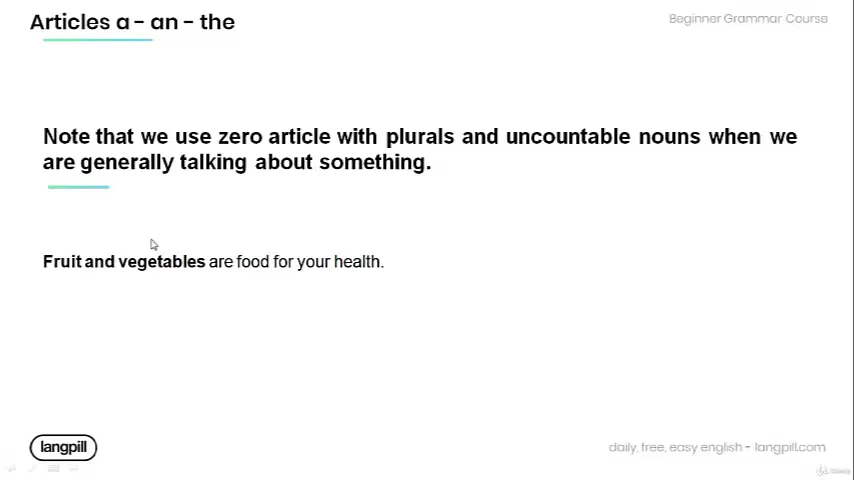 Articles a - an - the
Beginner Grammar Course
Note that we use zero article with plurals and uncountable nouns when we
are generally talking about something.
Fruit and vegetables are food for your health.
langpill
daily, free, easy english - langpill.com